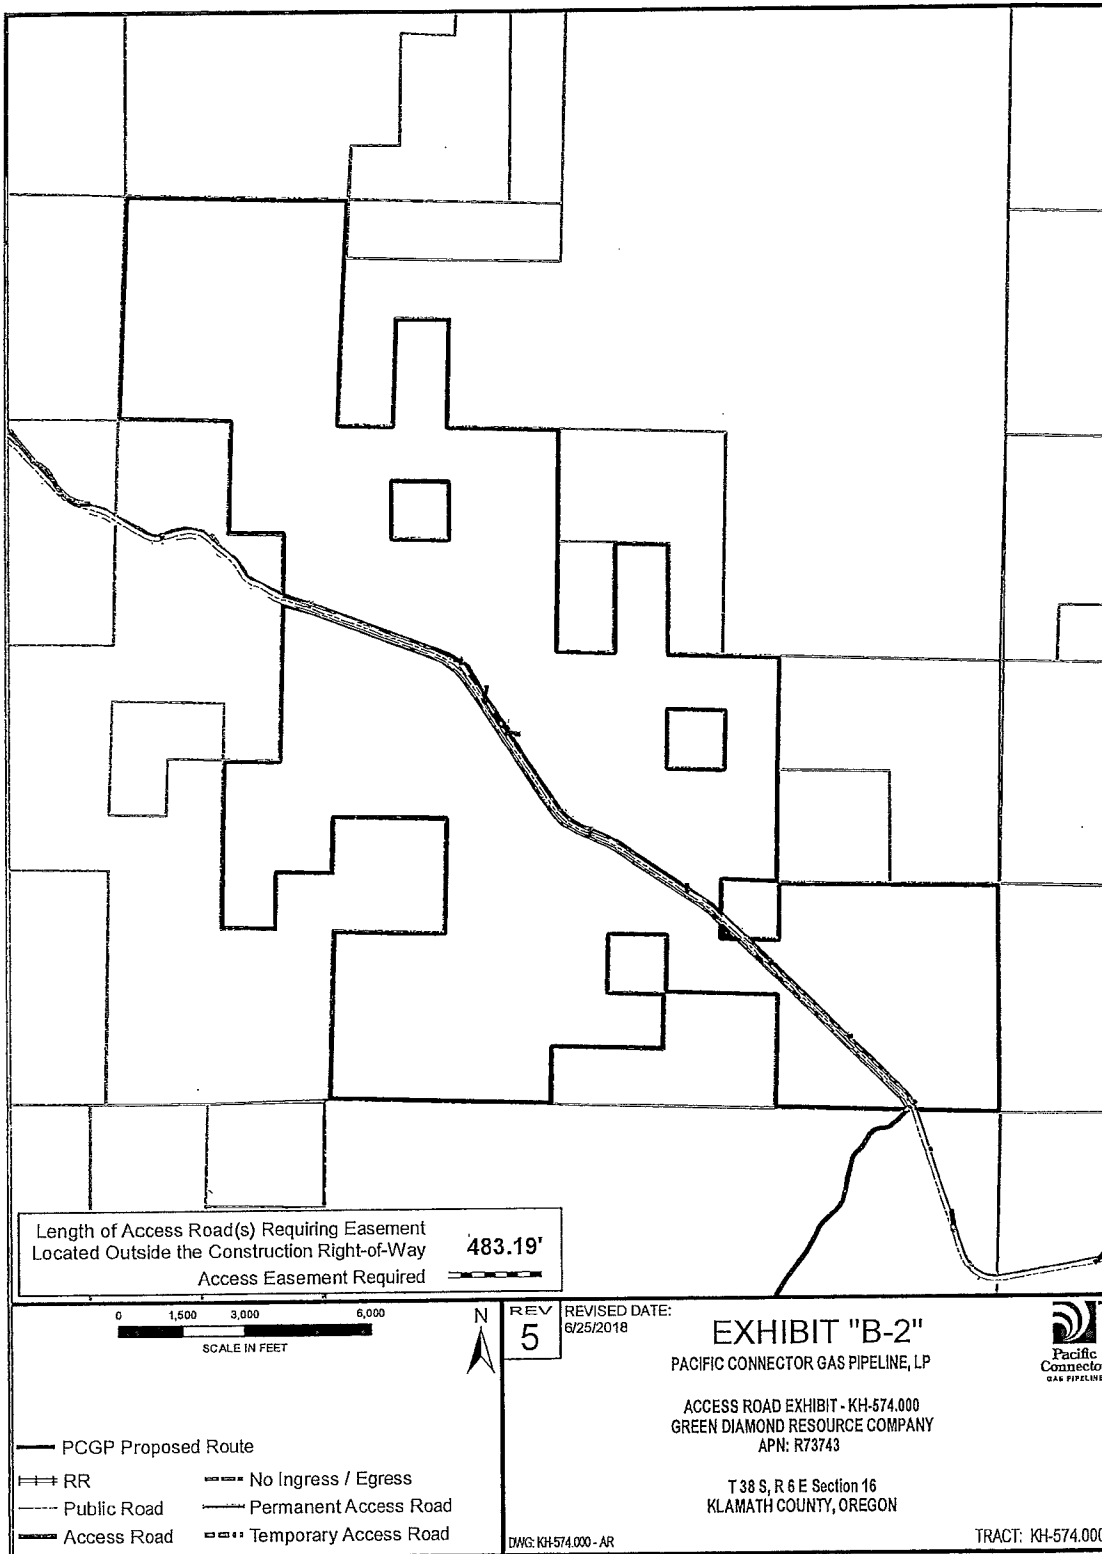 Length of Access Road(s) Requiring Easement
Located Outside the Construction Right-of-Way 483.19'
Access Easement Required
0 1,500 3,000 6,000
SCALE IN FEET
N
REV
5
REVISED DATE:
6/25/2018
EXHIBIT "B-2"
PACIFIC CONNECTOR GAS PIPELINE, LP
ACCESS ROAD EXHIBIT - KH-574.000
GREEN DIAMOND RESOURCE COMPANY
APN: R73743
T 38 S, R 6 E Section 16
KLAMATH COUNTY, OREGON
Pacific
Connecto
GAS PIPELINE
PCGP Proposed Route
RR
No Ingress / Egress
Public Road
Permanent Access Road
Access Road
Temporary Access Road
DWG: KH-574.000 - AR
TRACT: KH-574.000